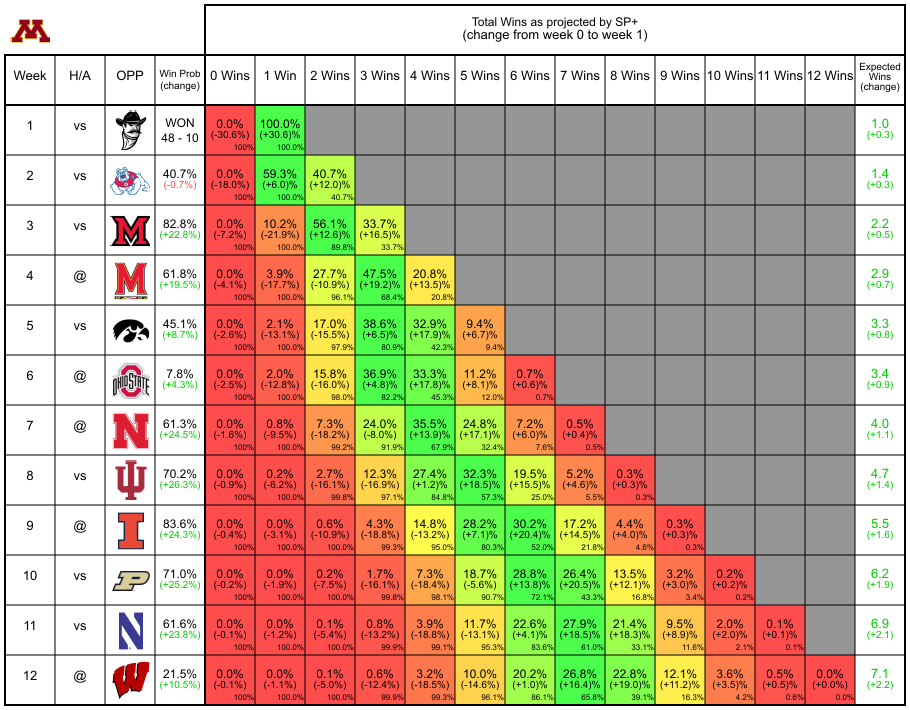 Total Wins as projected by SP+
(change from week 0 to week 1)
Week H/A OPP Win Prob (change) 0 Wins 1 Win 2 Wins 3 Wins 4 Wins 5 Wins 6 Wins 7 Wins 8 Wins 9 Wins 10 Wins 11 Wins 12 Wins Expected Wins (change)
1 vs WON 0.0% 100.0% 1.0
48 - 10 (-30.6%) (+30.6)% (+0.3)
100% 100.0%
2 vs 40.7% 0.0% 59.3% 40.7% 1.4
(-0.7%) (-18.0%) (+6.0)% (+12.0)% (+0.3)
100% 100.0% 40.7%
3 vs M 82.8% 0.0% 10.2% 56.1% 33.7% 2.2
(+22.8%) (-7.2%) (-21.9%) (+12.6)% (+16.5)% (+0.5)
100% 100.0% 89.8% 33.7%
4 @ M 61.8% 0.0% 3.9% 27.7% 47.5% 20.8% 2.9
(+19.5%) (-4.1%) (-17.7%) (-10.9%) (+19.2)% (+13.5)% (+0.7)
100% 100.0% 96.1% 68.4% 20.8%
5 vs 45.1% 0.0% 2.1% 17.0% 38.6% 32.9% 9.4% 3.3
(+8.7%) (-2.6%) (-13.1%) (-15.5%) (+6.5)% (+17.9)% (+6.7)% (+0.8)
100% 100.0% 97.9% 80.9% 42.3% 9.4%
6 @ OHIO STATE 7.8% 0.0% 2.0% 15.8% 36.9% 33.3% 11.2% 0.7% 3.4
(+4.3%) (-2.5%) (-12.8%) (-16.0%) (+4.8)% (+17.8)% (+8.1)% (+0.6)% (+0.9)
100% 100.0% 98.0% 82.2% 45.3% 12.0% 0.7%
7 @ N 61.3% 0.0% 0.8% 7.3% 24.0% 35.5% 24.8% 7.2% 0.5% 4.0
(+24.5%) (-1.6%) (-9.5%) (-18.2%) (-8.0%) (+13.9)% (+17.1)% (+6.0)% (+0.4)% (+1.1)
100% 100.0% 99.2% 91.9% 67.9% 32.4% 7.6% 0.5%
8 vs 70.2% 0.0% 0.2% 2.7% 12.3% 27.4% 32.3% 19.5% 5.2% 0.3% 4.7
(+26.3%) (-0.9%) (-6.2%) (-16.1%) (-16.9%) (+1.2)% (+18.5)% (+15.5)% (+4.6)% (+0.3)% (+1.4)
100% 100.0% 99.8% 97.1% 84.8% 57.3% 25.0% 5.5% 0.3%
9 @ I 83.6% 0.0% 0.0% 0.6% 4.3% 14.8% 28.2% 30.2% 17.2% 4.4% 0.3% 5.5
(+24.3%) (-0.4%) (-3.1%) (-10.9%) (-18.8%) (-13.2%) (+7.1)% (+20.4)% (+14.5)% (+4.0)% (+0.3)% (+1.6)
100% 100.0% 100.0% 99.3% 95.0% 80.3% 52.0% 21.8% 4.6% 0.3%
10 vs P 71.0% 0.0% 0.0% 0.2% 1.7% 7.3% 18.7% 28.8% 26.4% 13.5% 3.2% 0.2% 6.2
(+25.2%) (-0.2%) (-1.9%) (-7.5%) (-16.1%) (-18.4%) (-5.6%) (+13.8)% (+20.5)% (+12.1)% (+3.0)% (+0.2)% (+1.9)
100% 100.0% 100.0% 99.8% 98.1% 90.7% 72.1% 43.3% 16.8% 3.4% 0.2%
11 vs N 61.6% 0.0% 0.0% 0.1% 0.8% 3.9% 11.7% 22.6% 27.9% 21.4% 9.5% 2.0% 0.1% 6.9
(+23.8%) (-0.1%) (-1.2%) (-5.4%) (-13.2%) (-18.8%) (-13.1%) (+4.1)% (+18.5)% (+18.3)% (+8.9)% (+2.0)% (+0.1)% (+2.1)
100% 100.0% 100.0% 99.9% 99.1% 95.3% 83.6% 61.0% 33.1% 11.6% 2.1% 0.1%
12 @ W 21.5% 0.0% 0.0% 0.1% 0.6% 3.2% 10.0% 20.2% 26.8% 22.8% 12.1% 3.6% 0.5% 0.0% 7.1
(+10.5%) (-0.1%) (-1.1%) (-5.0%) (-12.4%) (-18.5%) (-14.6%) (+1.0)% (+16.4)% (+19.0)% (+11.2)% (+3.5)% (+0.5)% (+0.0)% (+2.2)
100% 100.0% 100.0% 99.9% 99.3% 96.1% 86.1% 65.8% 39.1% 16.3% 4.2% 0.6% 0.0%